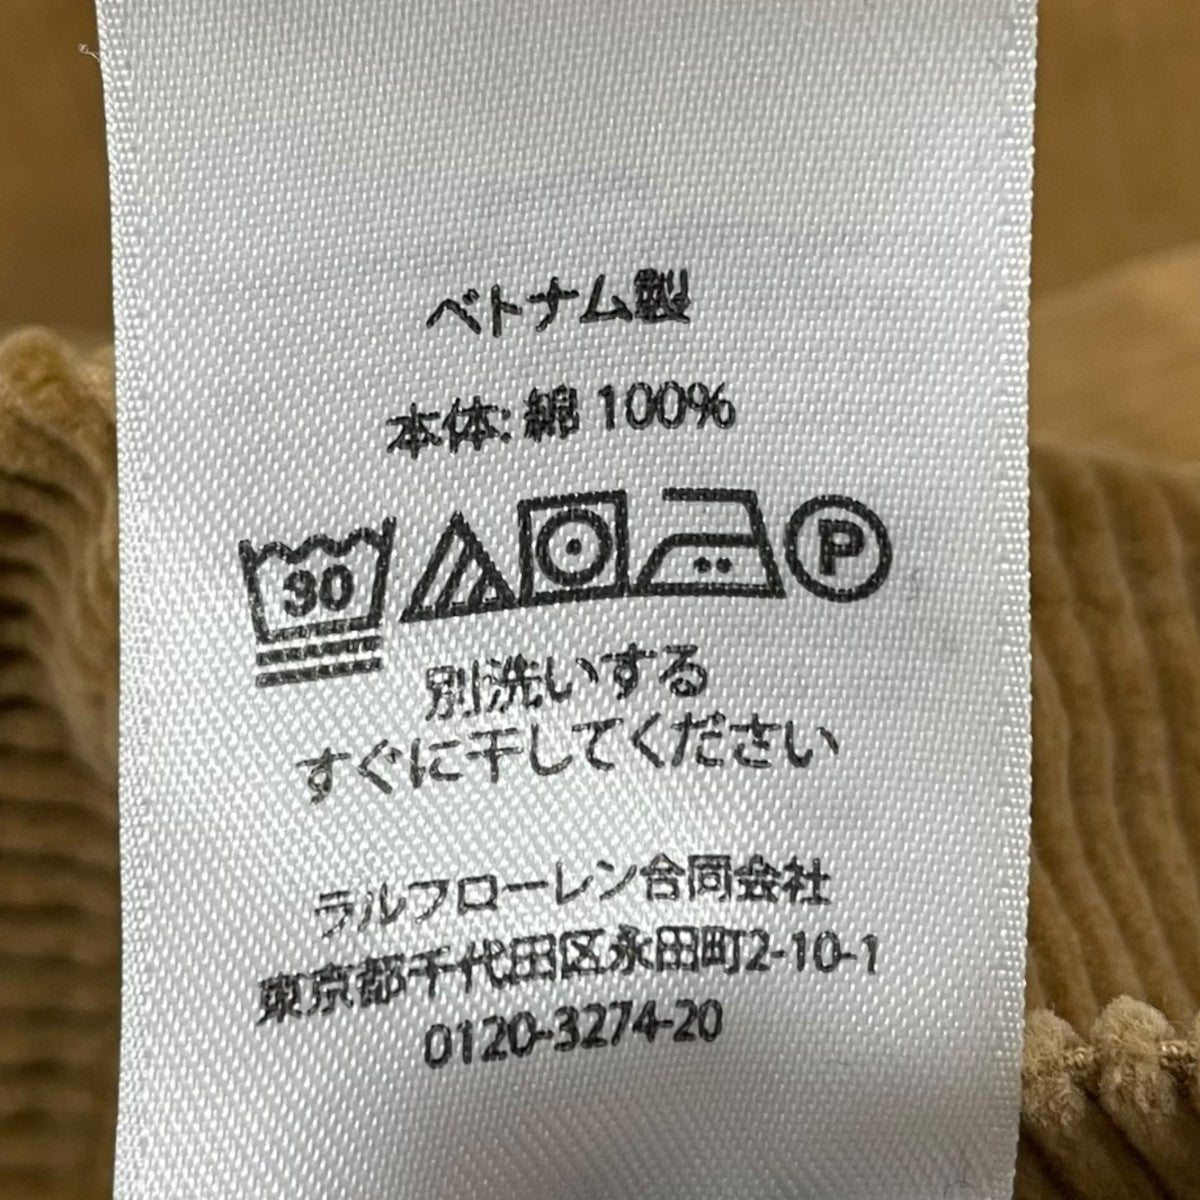 ベトナム製
本体: 綿 100%
30 P
別洗いする
すぐに干してください
ラルフローレン合同会社
東京都千代田区永田町2-10-1
0120-3274-20